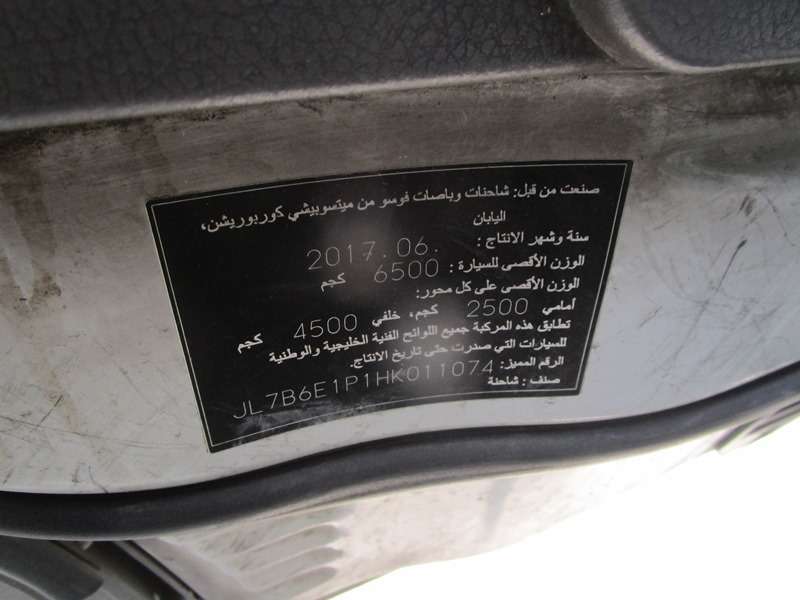 صنعت من قبل: شاحنات وباصات فوسو من ميتسوبيشي كوربوريشن،
اليابان
سنة وشهر الانتاج : 2017.06.
الوزن الأقصى للسيارة : 6500 كجم
الوزن الأقصى على كل محور:
أمامي 2500 كجم، خلفي 4500 كجم
تطابق هذه المركبة جميع اللوائح الفنية الخليجية والوطنية
للسيارات التي صدرت حتى تاريخ الانتاج.
الرقم المميز: JL7B6E1P1HK011074
صنف : شاحنة